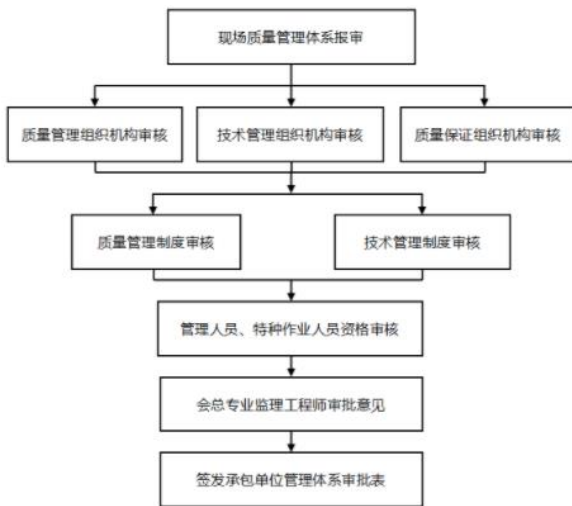 现场质量管理体系报审
质量管理组织机构审核
技术管理组织机构审核
质量保证组织机构审核
质量管理制度审核
技术管理制度审核
管理人员、特种作业人员资格审核
会总专业监理工程师审批意见
签发承包单位管理体系审批表